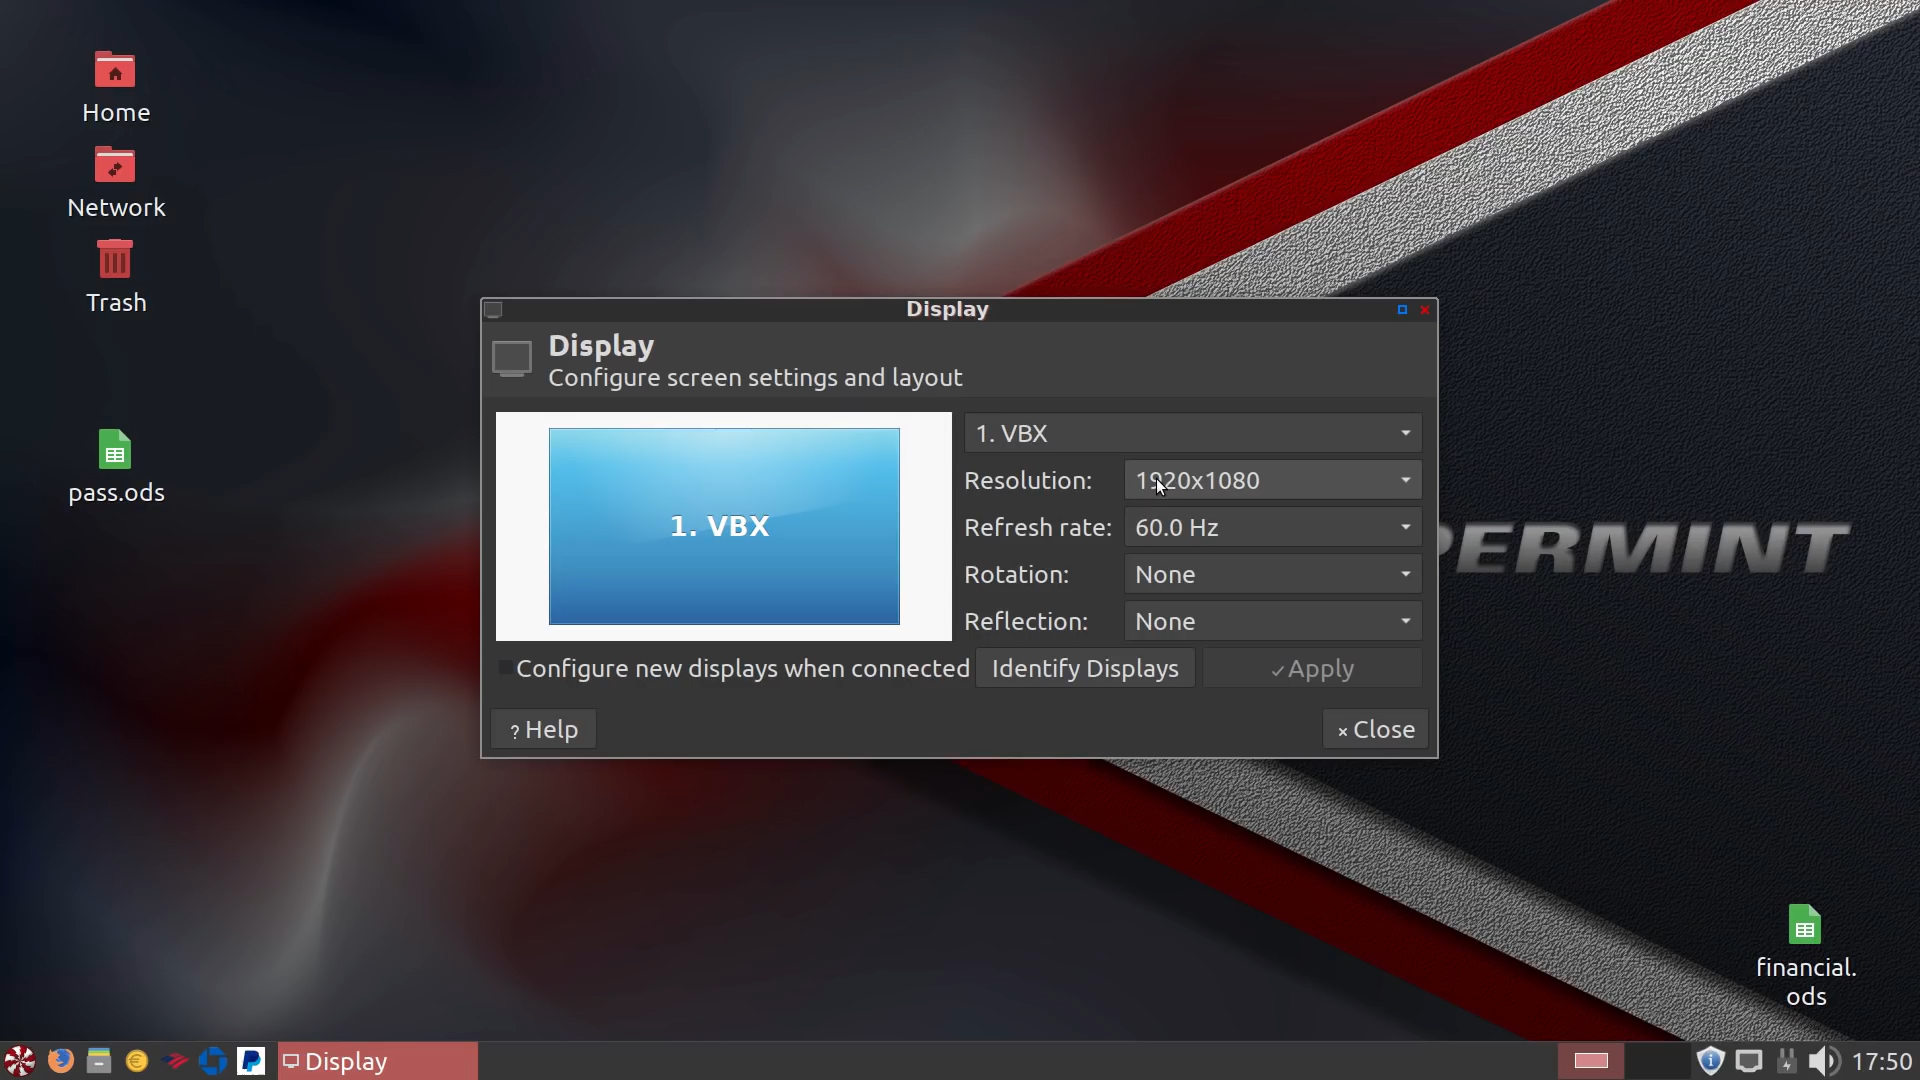 Home
Network
Trash
pass.ods
Display
Display
Configure screen settings and layout
1. VBX
1. VBX
Resolution: 1920x1080
Refresh rate: 60.0 Hz
Rotation: None
Reflection: None
Configure new displays when connected Identify Displays Apply
? Help × Close
PERMINT
financial.
ods
Display
17:50